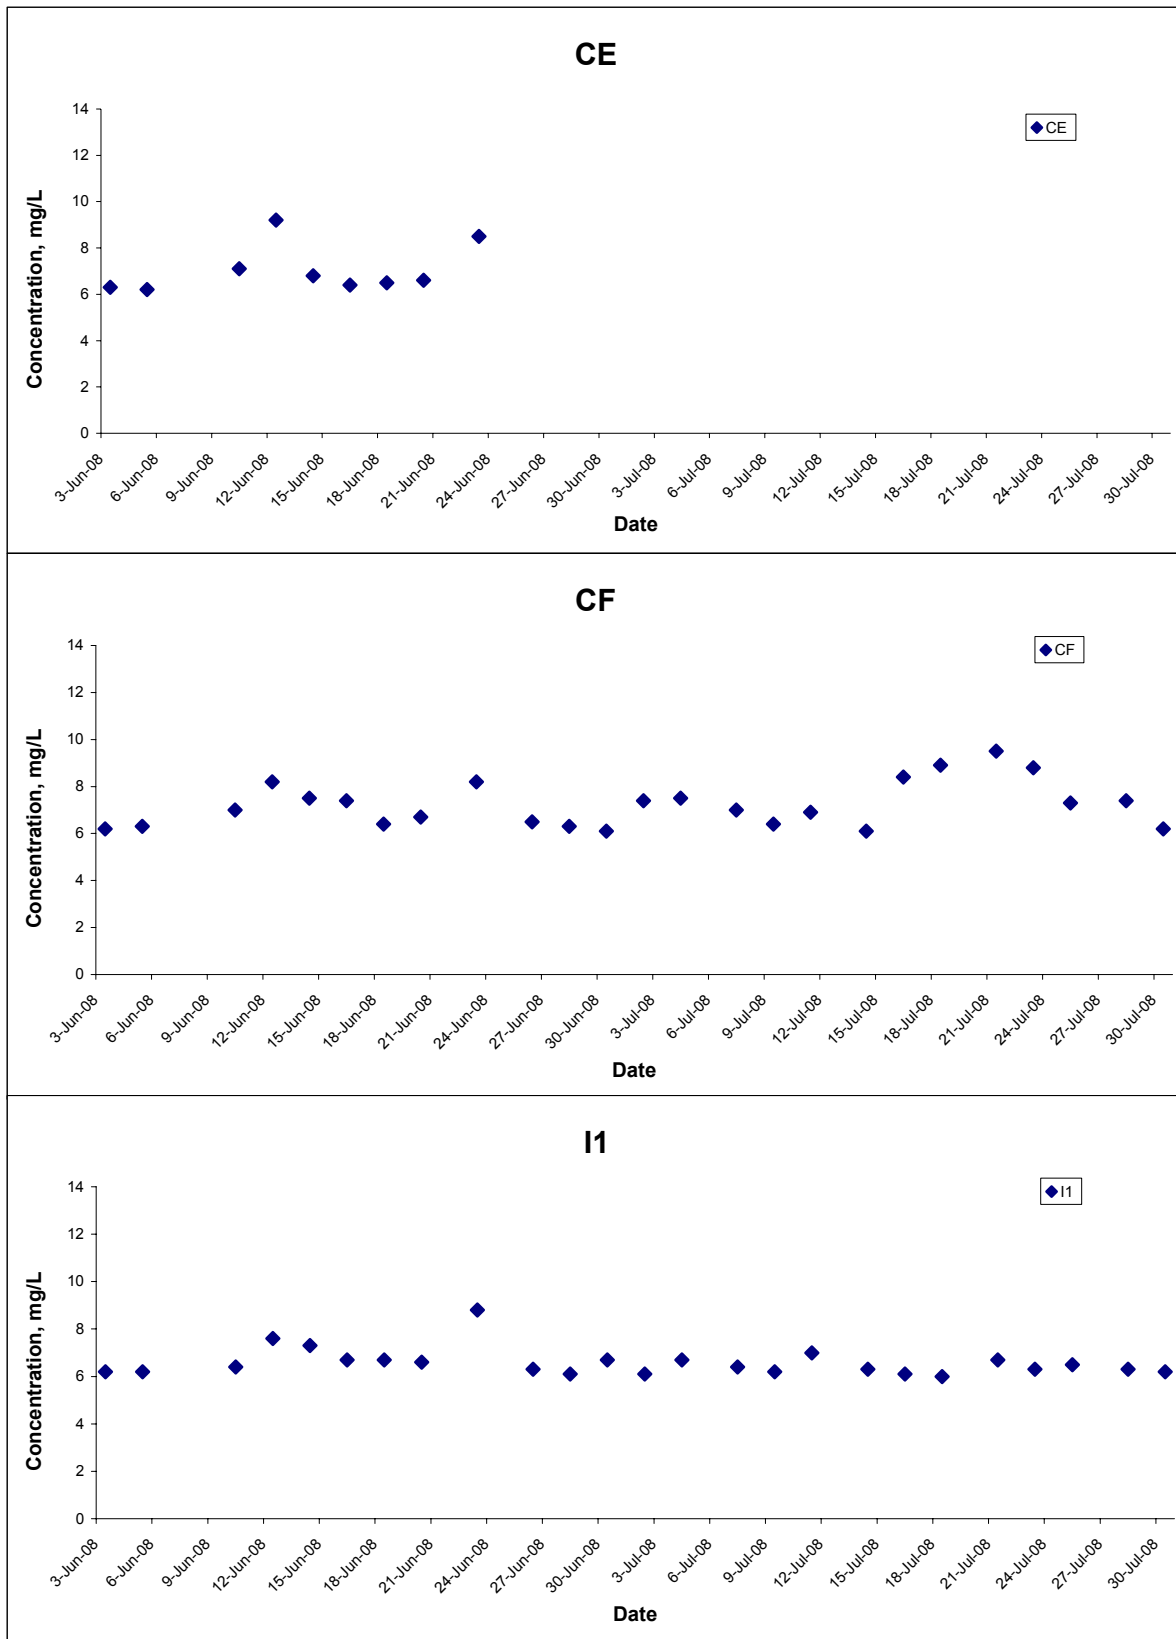 CE
CE
14
12
10
8
6
4
2
0
Concentration, mg/L
3-Jun-08 6-Jun-08 9-Jun-08 12-Jun-08 15-Jun-08 18-Jun-08 21-Jun-08 24-Jun-08 27-Jun-08 30-Jun-08 3-Jul-08 6-Jul-08 9-Jul-08 12-Jul-08 15-Jul-08 18-Jul-08 21-Jul-08 24-Jul-08 27-Jul-08 30-Jul-08
Date
CF
CF
14
12
10
8
6
4
2
0
Concentration, mg/L
3-Jun-08 6-Jun-08 9-Jun-08 12-Jun-08 15-Jun-08 18-Jun-08 21-Jun-08 24-Jun-08 27-Jun-08 30-Jun-08 3-Jul-08 6-Jul-08 9-Jul-08 12-Jul-08 15-Jul-08 18-Jul-08 21-Jul-08 24-Jul-08 27-Jul-08 30-Jul-08
Date
I1
I1
14
12
10
8
6
4
2
0
Concentration, mg/L
3-Jun-08 6-Jun-08 9-Jun-08 12-Jun-08 15-Jun-08 18-Jun-08 21-Jun-08 24-Jun-08 27-Jun-08 30-Jun-08 3-Jul-08 6-Jul-08 9-Jul-08 12-Jul-08 15-Jul-08 18-Jul-08 21-Jul-08 24-Jul-08 27-Jul-08 30-Jul-08
Date